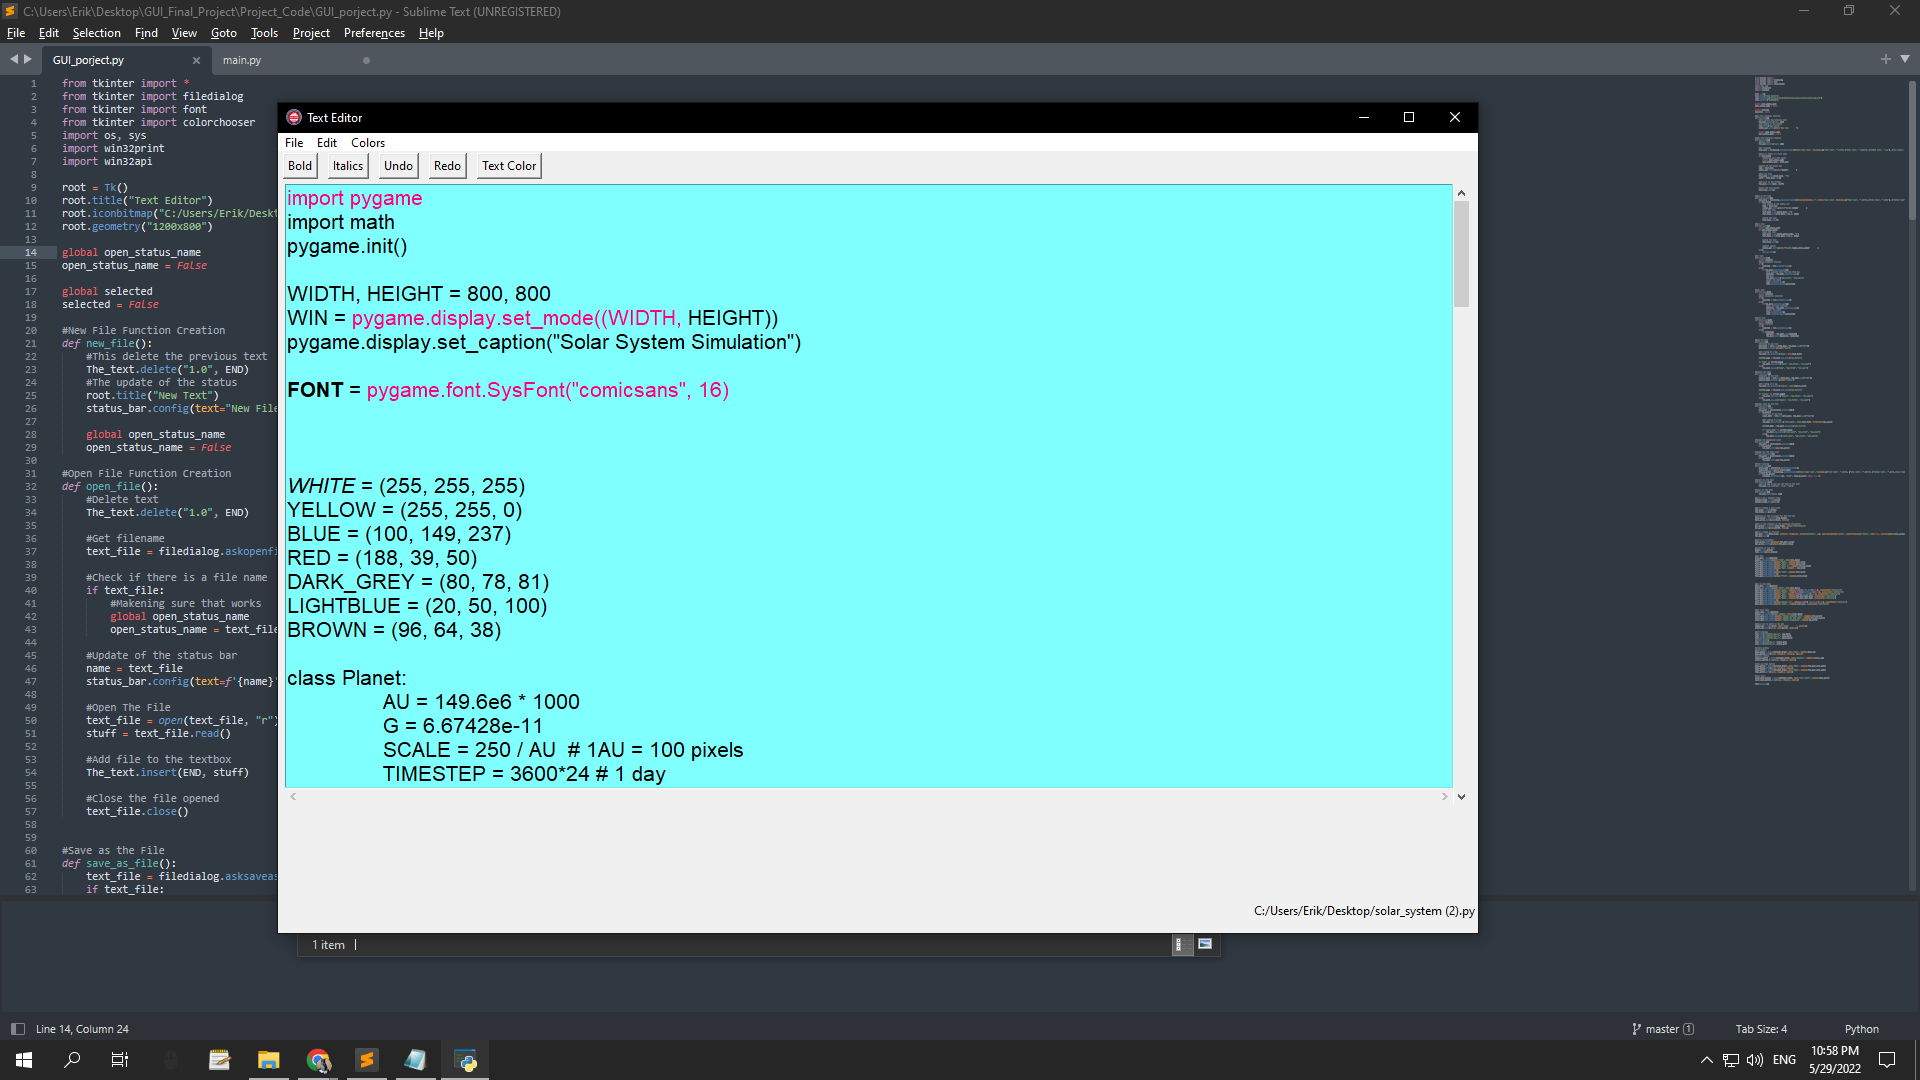 C:\Users\Erik\Desktop\GUI_Final_Project\Project_Code\GUI_porject.py - Sublime Text (UNREGISTERED)
File Edit Selection Find View Goto Tools Project Preferences Help
GUI_porject.py main.py
1 from tkinter import *
2 from tkinter import filedialog
3 from tkinter import font
4 from tkinter import colorchooser
5 import os, sys
6 import win32print
7 import win32api
8
9 root = Tk()
10 root.title("Text Editor")
11 root.iconbitmap("C:/Users/Erik/Deskt
12 root.geometry("1200x800")
13
14 global open_status_name
15 open_status_name = False
16
17 global selected
18 selected = False
19
20 #New File Function Creation
21 def new_file():
22 #This delete the previous text
23 The_text.delete("1.0", END)
24 #The update of the status
25 root.title("New Text")
26 status_bar.config(text="New File
27
28 global open_status_name
29 open_status_name = False
30
31 #Open File Function Creation
32 def open_file():
33 #Delete text
34 The_text.delete("1.0", END)
35
36 #Get filename
37 text_file = filedialog.askopenfi
38
39 #Check if there is a file name
40 if text_file:
41 #Makening sure that works
42 global open_status_name
43 open_status_name = text_file
44
45 #Update of the status bar
46 name = text_file
47 status_bar.config(text=f'{name}'
48
49 #Open The File
50 text_file = open(text_file, "r")
51 stuff = text_file.read()
52
53 #Add file to the textbox
54 The_text.insert(END, stuff)
55
56 #Close the file opened
57 text_file.close()
58
59
60 #Save as the File
61 def save_as_file():
62 text_file = filedialog.asksaveas
63 if text_file:
Text Editor
File Edit Colors
Bold Italics Undo Redo Text Color
import pygame
import math
pygame.init()
WIDTH, HEIGHT = 800, 800
WIN = pygame.display.set_mode((WIDTH, HEIGHT))
pygame.display.set_caption("Solar System Simulation")
FONT = pygame.font.SysFont("comicsans", 16)
WHITE = (255, 255, 255)
YELLOW = (255, 255, 0)
BLUE = (100, 149, 237)
RED = (188, 39, 50)
DARK_GREY = (80, 78, 81)
LIGHTBLUE = (20, 50, 100)
BROWN = (96, 64, 38)
class Planet:
AU = 149.6e6 * 1000
G = 6.67428e-11
SCALE = 250 / AU # 1AU = 100 pixels
TIMESTEP = 3600*24 # 1 day
C:/Users/Erik/Desktop/solar_system (2).py
1 item
Line 14, Column 24
master 1 Tab Size: 4 Python
ENG
10:58 PM
5/29/2022